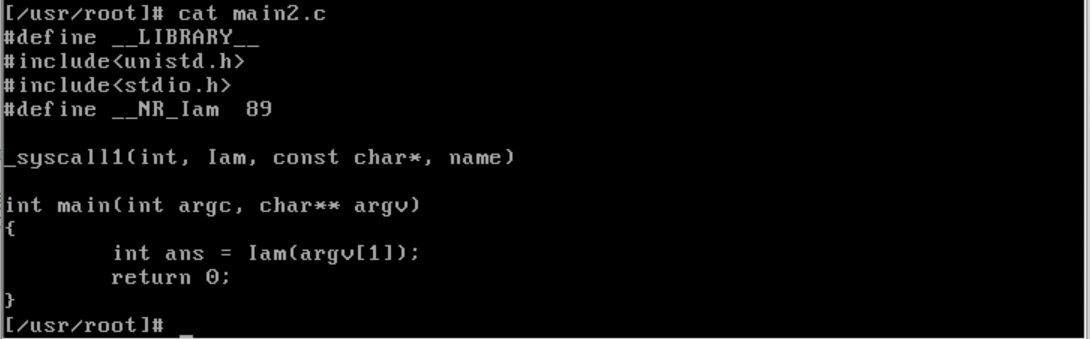 [/usr/root]# cat main2.c
#define __LIBRARY__
#include<unistd.h>
#include<stdio.h>
#define __NR_Iam  89

_syscall1(int, Iam, const char*, name)

int main(int argc, char** argv)
{
        int ans = Iam(argv[1]);
        return 0;
}
[/usr/root]# _